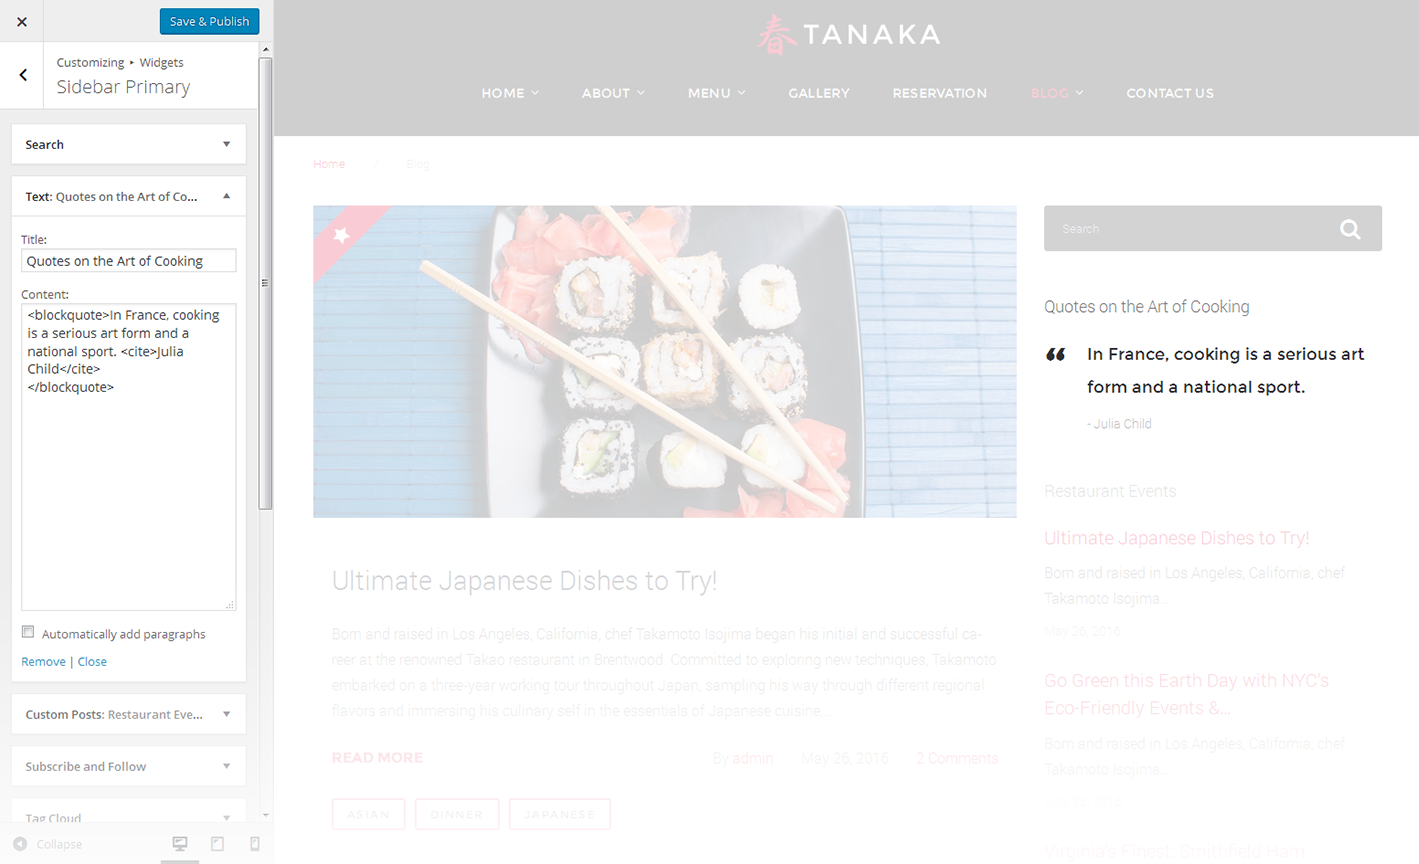 Save & Publish
Customizing ▸ Widgets
Sidebar Primary
Search
Text: Quotes on the Art of Co...
Title:
Quotes on the Art of Cooking
Content:
<blockquote>In France, cooking
is a serious art form and a
national sport. <cite>Julia
Child</cite>
</blockquote>
Automatically add paragraphs
Remove | Close
Custom Posts: Restaurant Eve...
Subscribe and Follow
Tag Cloud
Collapse
春 TANAKA
HOME ABOUT MENU GALLERY RESERVATION BLOG CONTACT US
Home / Blog
Ultimate Japanese Dishes to Try!
Born and raised in Los Angeles, California, chef Takamoto Isojima began his initial and successful ca-
reer at the renowned Takao restaurant in Brentwood. Committed to exploring new techniques, Takamoto
embarked on a three-year working tour throughout Japan, sampling his way through different regional
flavors and immersing his culinary self in the essentials of Japanese cuisine...
READ MORE By admin May 26, 2016 2 Comments
ASIAN DINNER JAPANESE
Search
Quotes on the Art of Cooking
“ In France, cooking is a serious art
form and a national sport.
- Julia Child
Restaurant Events
Ultimate Japanese Dishes to Try!
Born and raised in Los Angeles, California, chef
Takamoto Isojima...
May 26, 2016
Go Green this Earth Day with NYC's
Eco-Friendly Events &...
Born and raised in Los Angeles, California, chef
Takamoto Isojima...
Virginia's Finest: Smithfield Ham